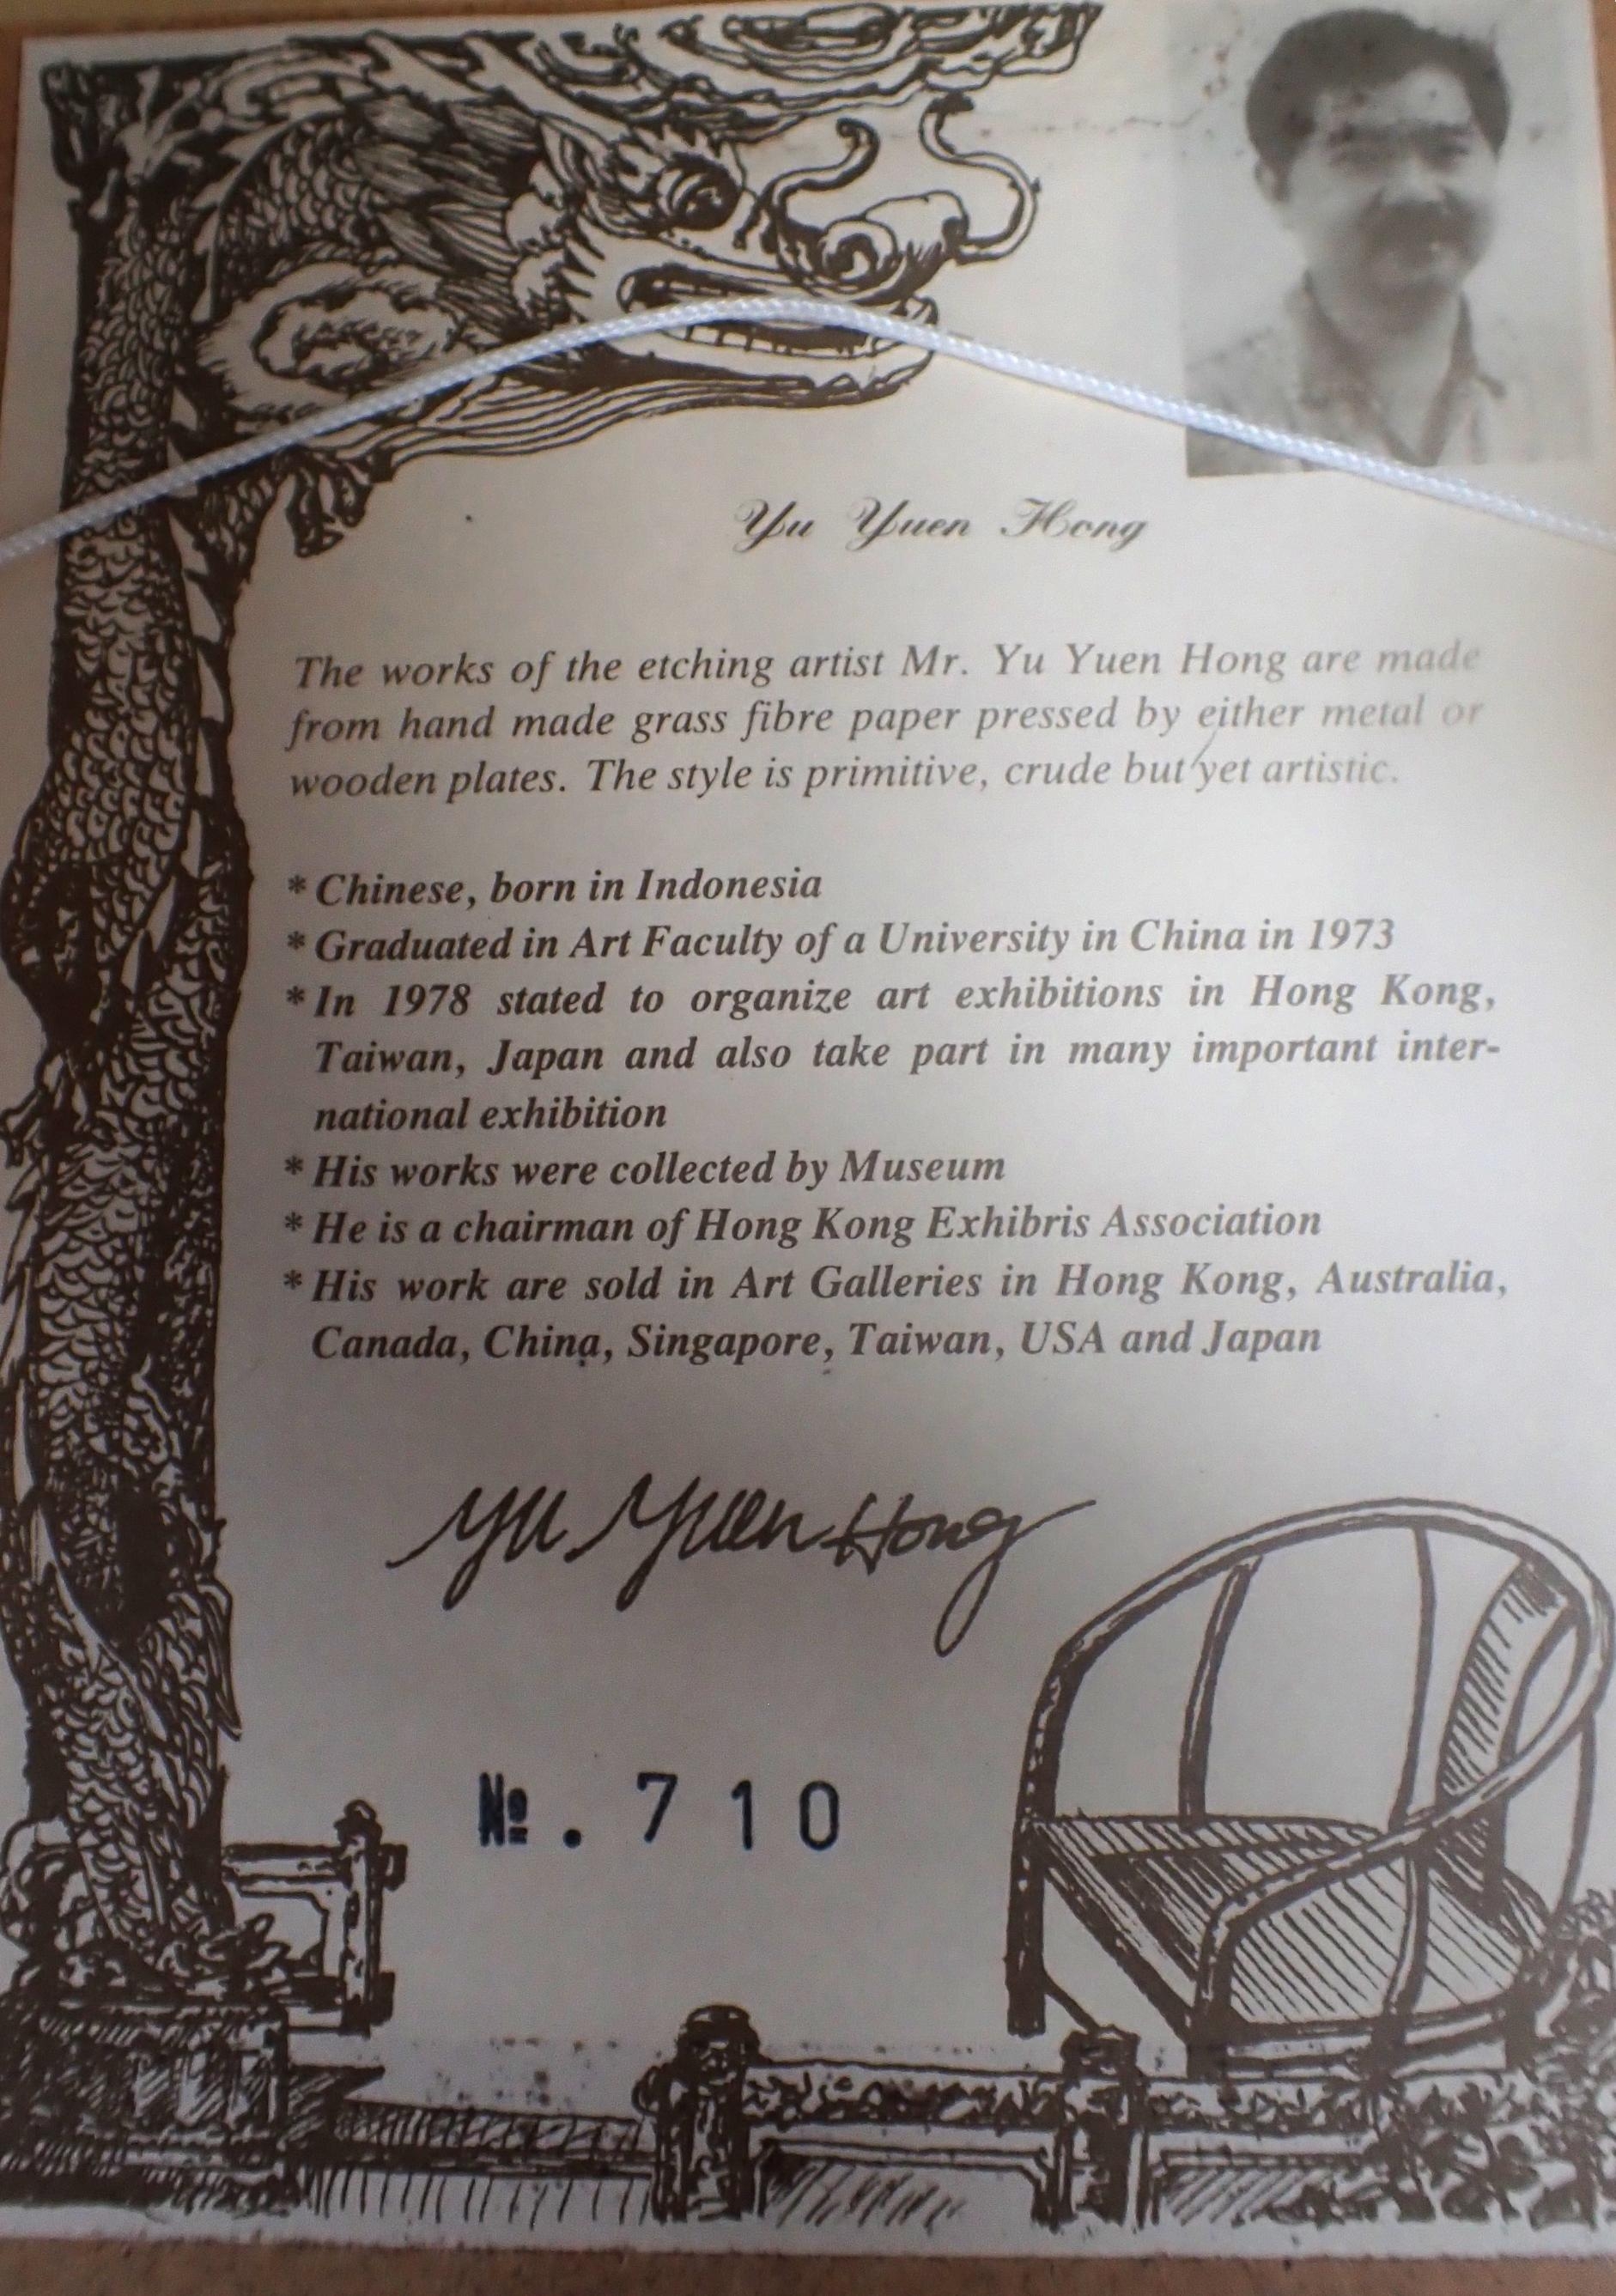 Yu Yuen Hong
The works of the etching artist Mr. Yu Yuen Hong are made
from hand made grass fibre paper pressed by either metal or
wooden plates. The style is primitive, crude but yet artistic.
* Chinese, born in Indonesia
* Graduated in Art Faculty of a University in China in 1973
* In 1978 stated to organize art exhibitions in Hong Kong,
Taiwan, Japan and also take part in many important inter-
national exhibition
* His works were collected by Museum
* He is a chairman of Hong Kong Exhibris Association
* His work are sold in Art Galleries in Hong Kong, Australia,
Canada, China, Singapore, Taiwan, USA and Japan
Yu Yuen Hong
№. 710